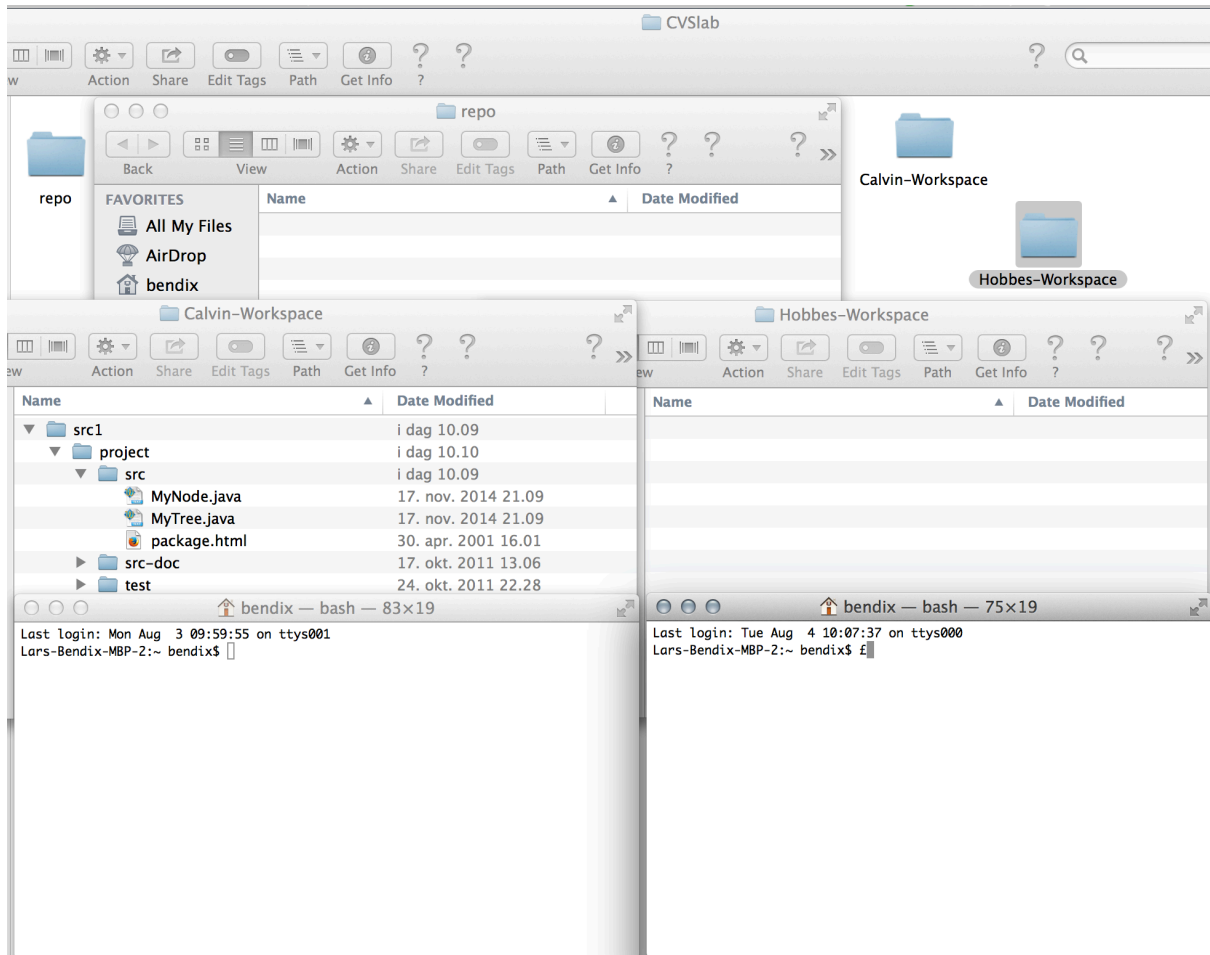 CVSlab
w Action Share Edit Tags Path Get Info ?
repo
Back View Action Share Edit Tags Path Get Info ?
repo
FAVORITES
Name Date Modified
All My Files
AirDrop
bendix
Calvin-Workspace
Hobbes-Workspace
Calvin-Workspace
ew Action Share Edit Tags Path Get Info ?
Name Date Modified
src1 i dag 10.09
project i dag 10.10
src i dag 10.09
MyNode.java 17. nov. 2014 21.09
MyTree.java 17. nov. 2014 21.09
package.html 30. apr. 2001 16.01
src-doc 17. okt. 2011 13.06
test 24. okt. 2011 22.28
Hobbes-Workspace
ew Action Share Edit Tags Path Get Info ?
Name Date Modified
bendix — bash — 83×19
Last login: Mon Aug  3 09:59:55 on ttys001
Lars-Bendix-MBP-2:~ bendix$
bendix — bash — 75×19
Last login: Tue Aug  4 10:07:37 on ttys000
Lars-Bendix-MBP-2:~ bendix$ £